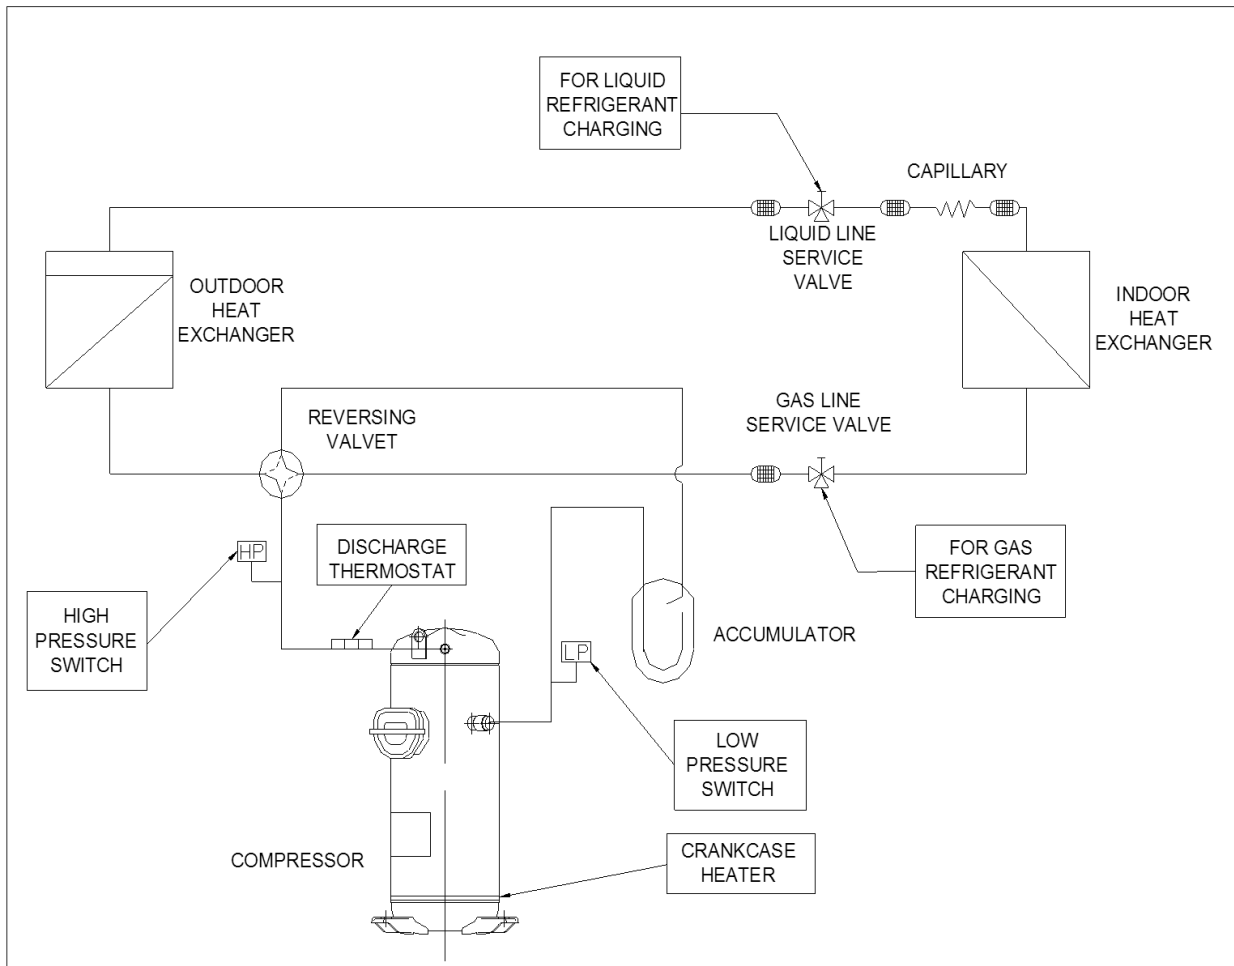 FOR LIQUID
REFRIGERANT
CHARGING
CAPILLARY
LIQUID LINE
SERVICE
VALVE
OUTDOOR
HEAT
EXCHANGER
INDOOR
HEAT
EXCHANGER
REVERSING
VALVET
GAS LINE
SERVICE VALVE
HP
DISCHARGE
THERMOSTAT
FOR GAS
REFRIGERANT
CHARGING
HIGH
PRESSURE
SWITCH
ACCUMULATOR
LP
LOW
PRESSURE
SWITCH
COMPRESSOR
CRANKCASE
HEATER